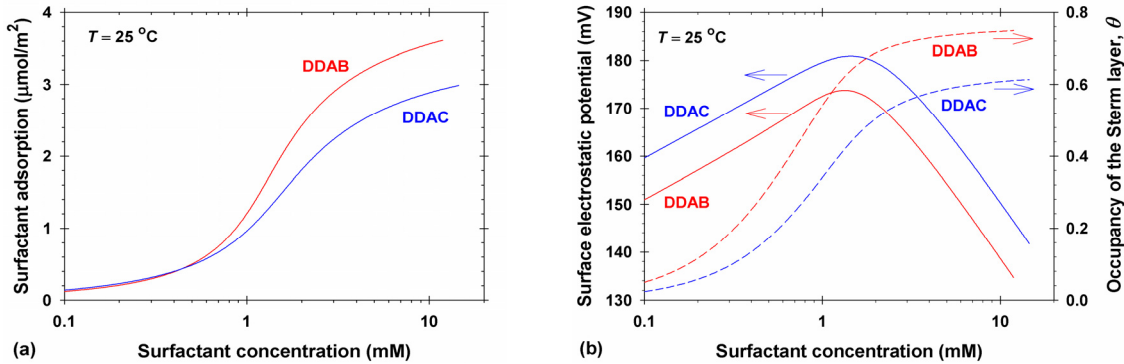 T = 25 °C
DDAB
DDAC
4
3
2
1
0
0.1
1
10
Surfactant adsorption (μmol/m²)
Surfactant concentration (mM)
(a)
T = 25 °C
DDAB
DDAC
DDAC
DDAB
190
180
170
160
150
140
130
0.8
0.6
0.4
0.2
0.0
0.1
1
10
Surface electrostatic potential (mV)
Occupancy of the Sterm layer, θ
Surfactant concentration (mM)
(b)